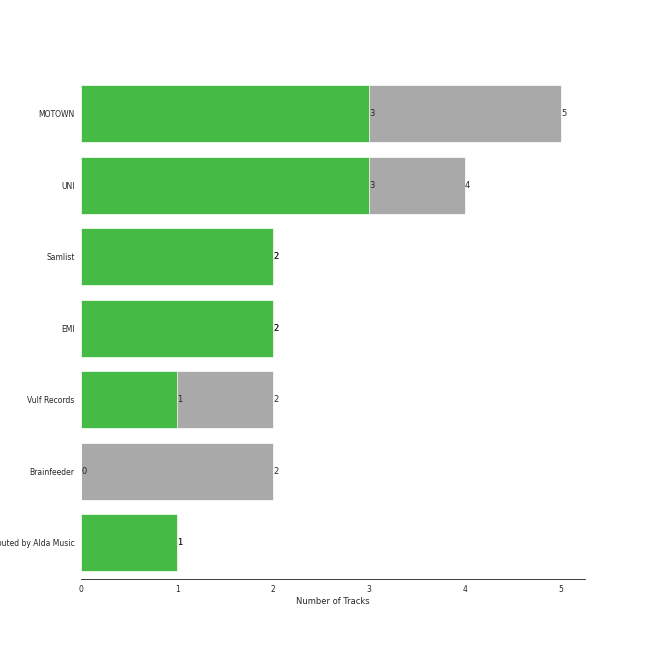 MOTOWN 3 5
UNI 3 4
Samlist 2
EMI 2
Vulf Records 1 2
Brainfeeder 0 2
by Alda Music 1
0 1 2 3 4 5
Number of Tracks